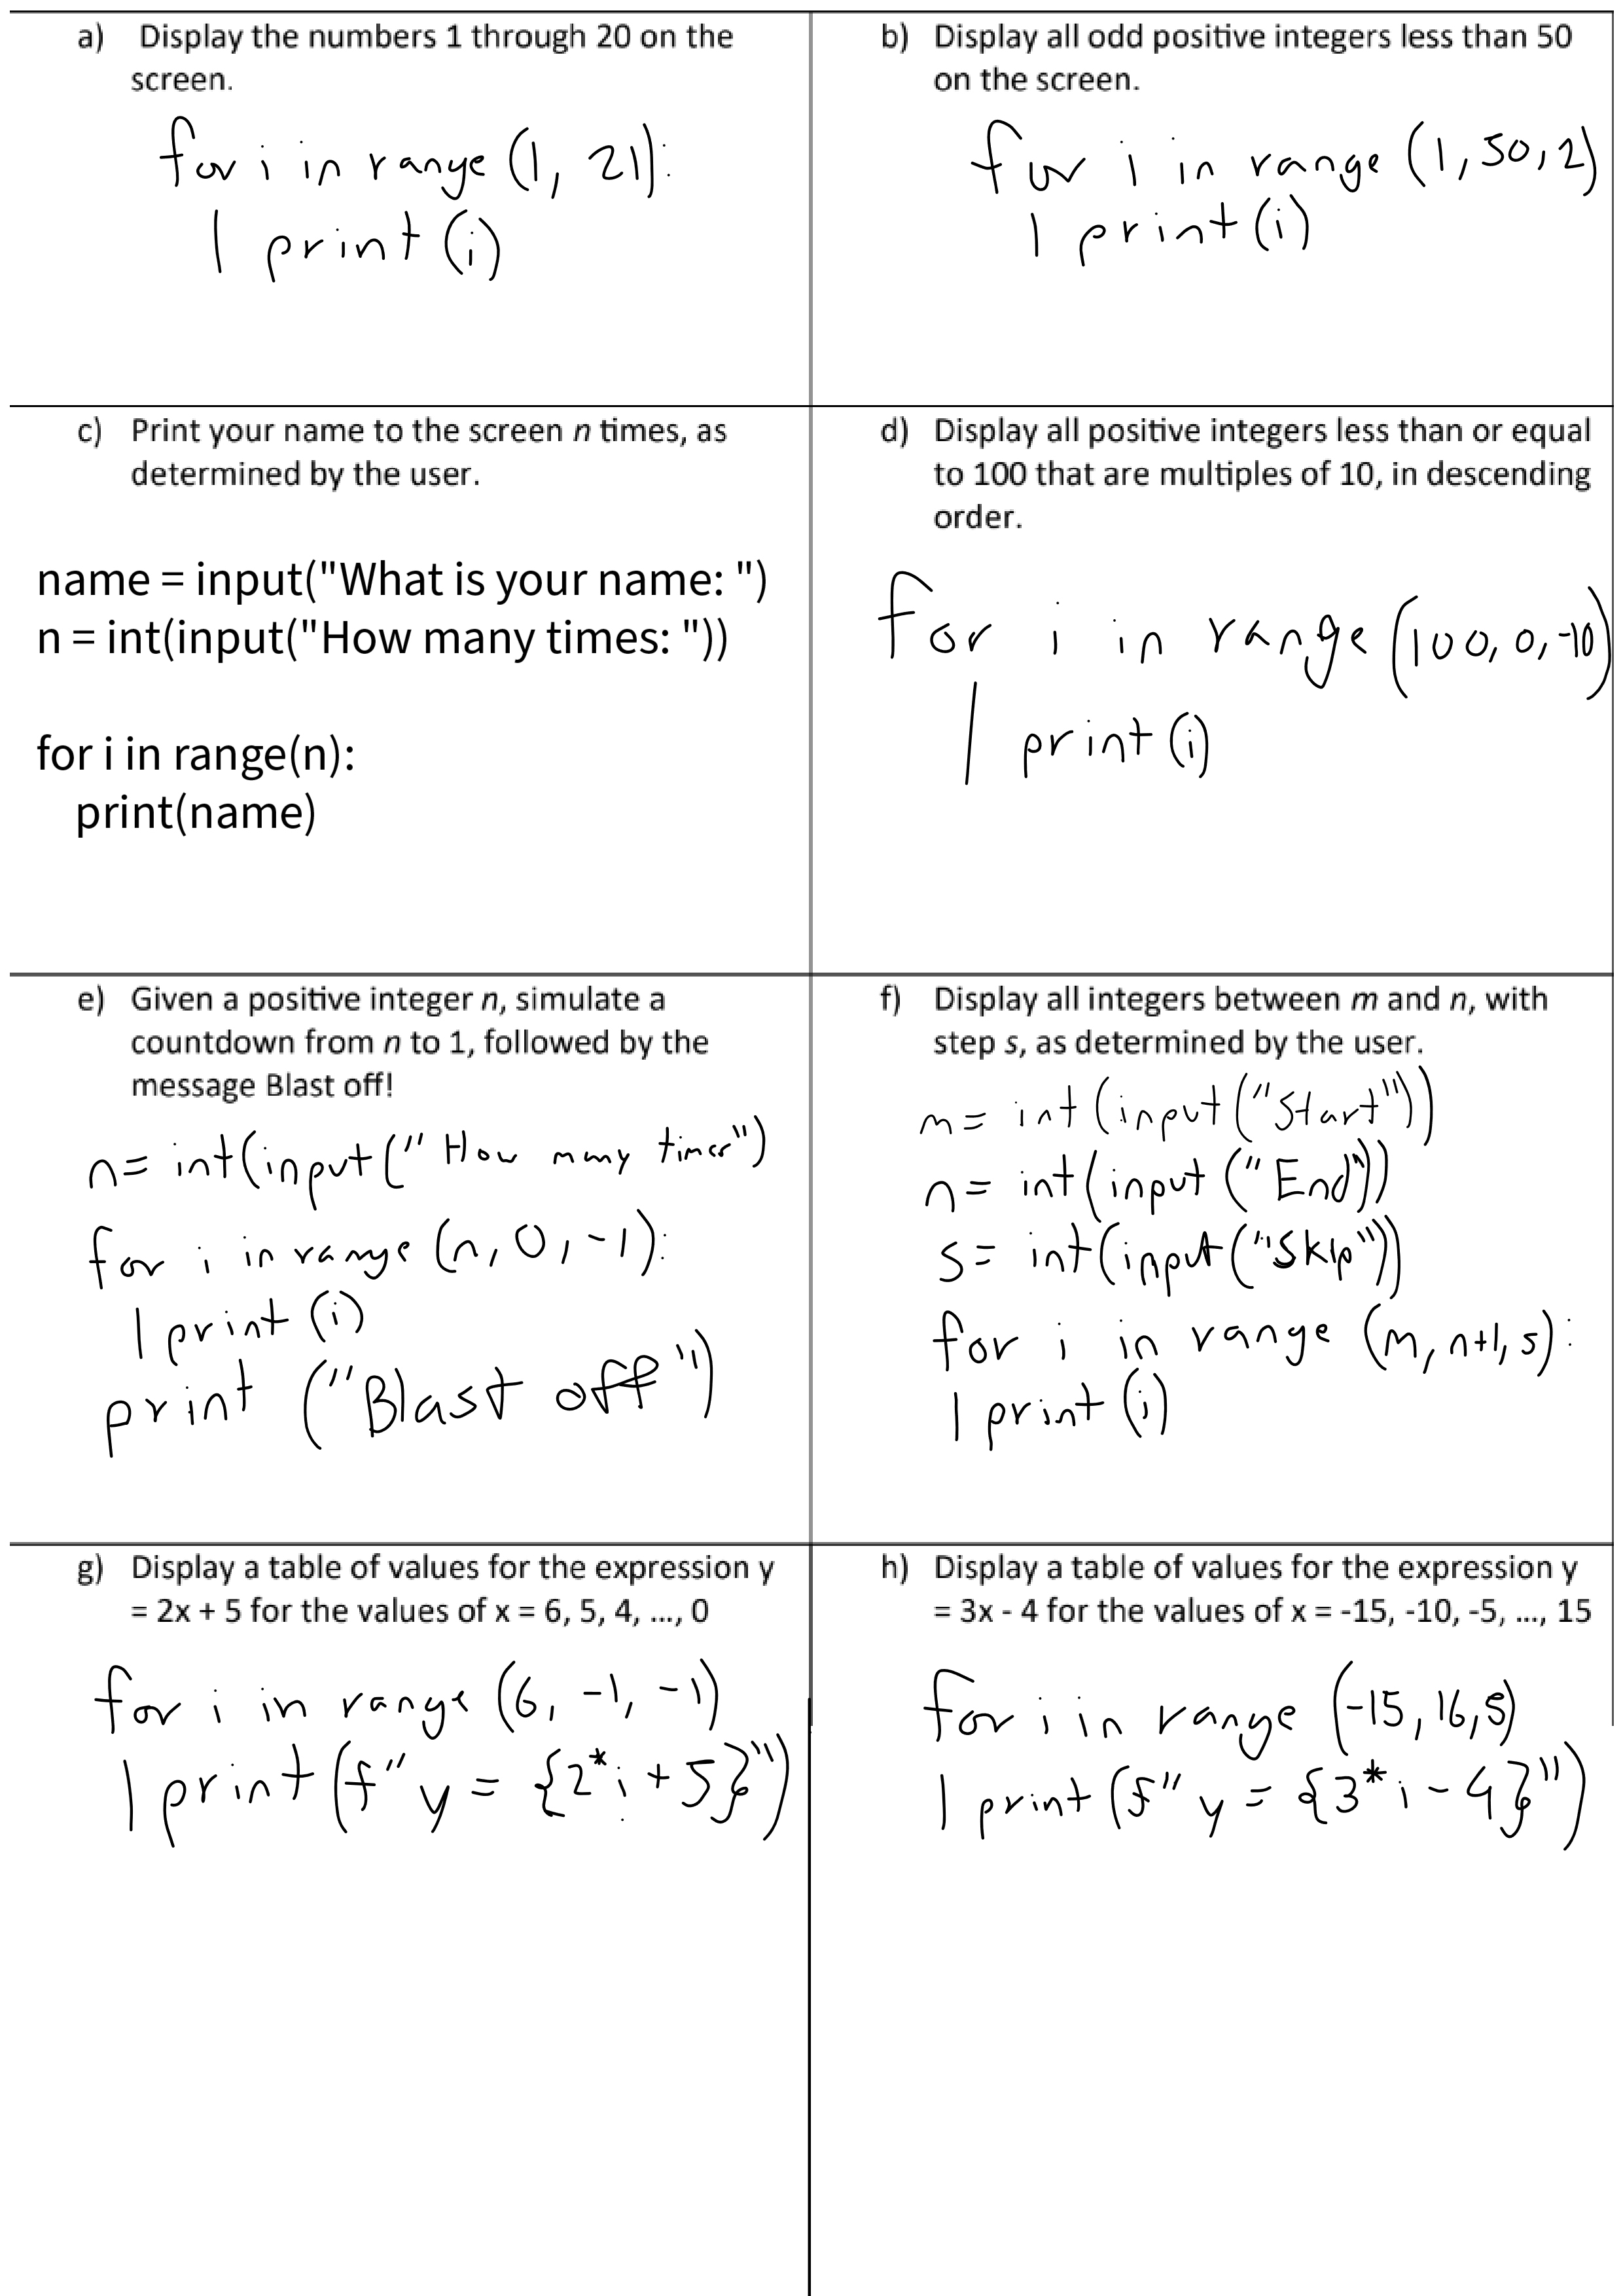 a) Display the numbers 1 through 20 on the
screen.
for i in range (1, 21):
| print (i)
b) Display all odd positive integers less than 50
on the screen.
for i in range (1, 50, 2)
| print (i)
c) Print your name to the screen n times, as
determined by the user.
name = input("What is your name: ")
n = int(input("How many times: "))
for i in range(n):
print(name)
d) Display all positive integers less than or equal
to 100 that are multiples of 10, in descending
order.
for i in range (100, 0, -10)
| print (i)
e) Given a positive integer n, simulate a
countdown from n to 1, followed by the
message Blast off!
n = int(input("How many times")
for i in range (n, 0, -1):
| print (i)
print ("Blast off")
f) Display all integers between m and n, with
step s, as determined by the user.
m = int (input ("Start"))
n = int (input ("End"))
s = int(input ("Skip"))
for i in range (m, n+1, s):
| print (i)
g) Display a table of values for the expression y
= 2x + 5 for the values of x = 6, 5, 4, ..., 0
for i in range (6, -1, -1)
| print (f" y = {2*i + 5}")
h) Display a table of values for the expression y
= 3x - 4 for the values of x = -15, -10, -5, ..., 15
for i in range (-15, 16, 5)
| print (f" y = {3*i - 4}")